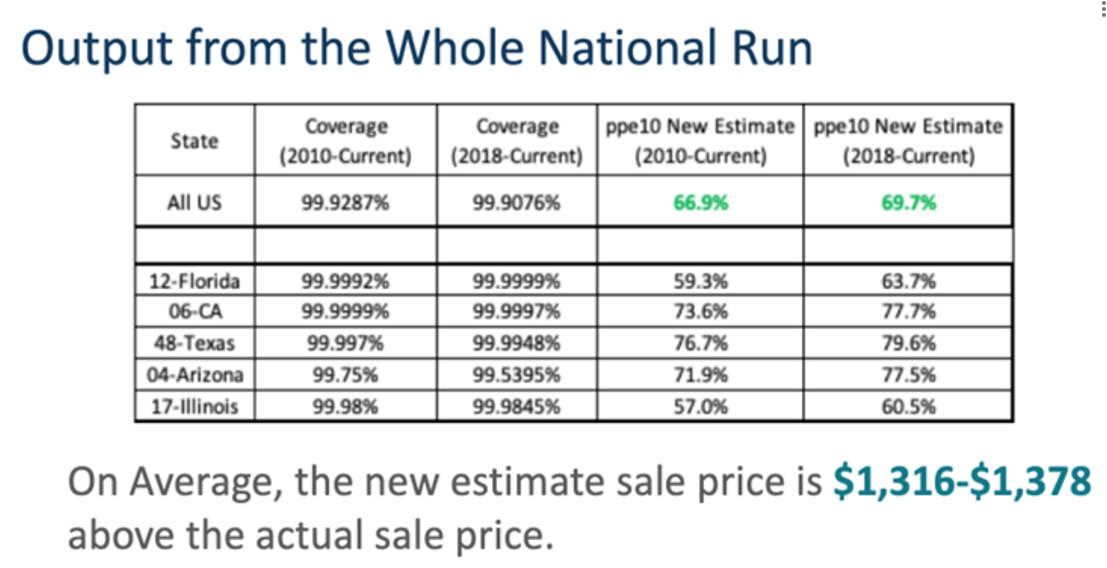 Output from the Whole National Run
State Coverage (2010-Current) Coverage (2018-Current) ppe10 New Estimate (2010-Current) ppe10 New Estimate (2018-Current)
All US 99.9287% 99.9076% 66.9% 69.7%
12-Florida 99.9992% 99.9999% 59.3% 63.7%
06-CA 99.9999% 99.9997% 73.6% 77.7%
48-Texas 99.997% 99.9948% 76.7% 79.6%
04-Arizona 99.75% 99.5395% 71.9% 77.5%
17-Illinois 99.98% 99.9845% 57.0% 60.5%
On Average, the new estimate sale price is $1,316-$1,378
above the actual sale price.